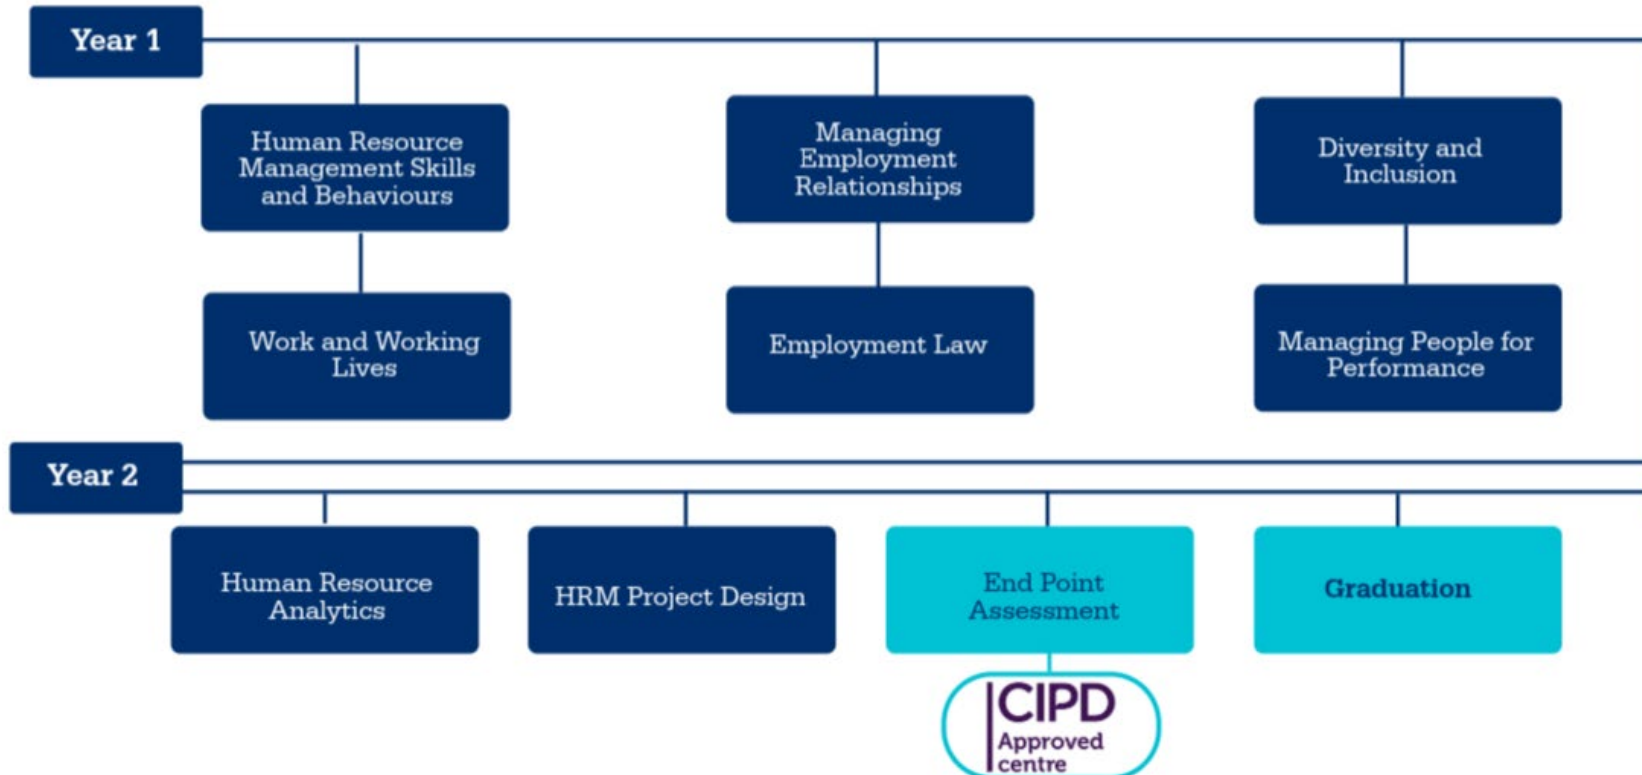 Year 1
Human Resource
Management Skills
and Behaviours
Managing
Employment
Relationships
Diversity and
Inclusion
Work and Working
Lives
Employment Law
Managing People for
Performance
Year 2
Human Resource
Analytics
HRM Project Design
End Point
Assessment
Graduation
CIPD
Approved
centre